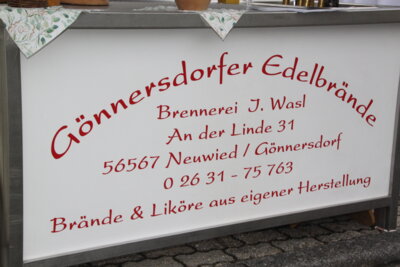 Gönnersdorfer Edelbrände
Brennerei J. Wasl
An der Linde 31
56567 Neuwied / Gönnersdorf
0 26 31 - 75 763
Brände & Liköre aus eigener Herstellung